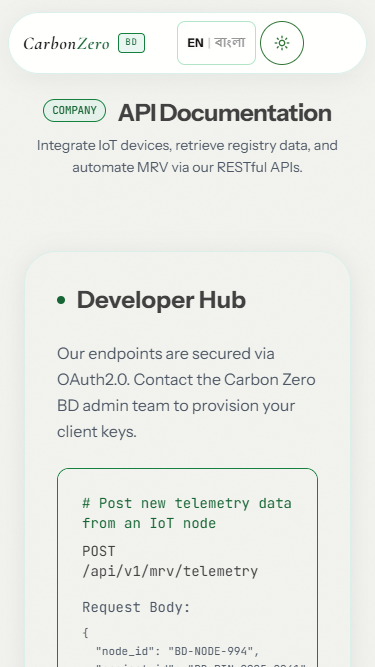 CarbonZero BD EN | বাংলা
COMPANY API Documentation
Integrate IoT devices, retrieve registry data, and
automate MRV via our RESTful APIs.
Developer Hub
Our endpoints are secured via
OAuth2.0. Contact the Carbon Zero
BD admin team to provision your
client keys.
# Post new telemetry data
from an IoT node
POST
/api/v1/mrv/telemetry
Request Body:
{
"node_id": "BD-NODE-994",